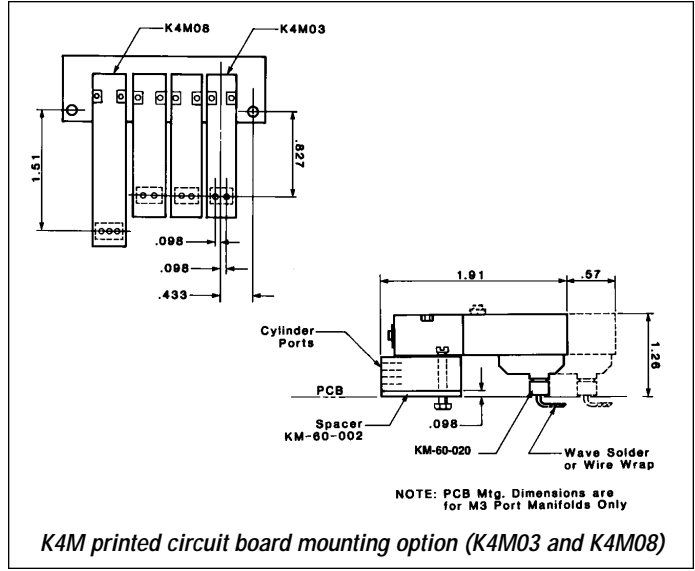 K4M08
K4M03
1.51
.827
.098
.098
.433
1.91
.57
1.26
Cylinder
Ports
PCB
Spacer
KM-60-002
.098
KM-60-020
Wave Solder
or Wire Wrap
NOTE: PCB Mtg. Dimensions are
for M3 Port Manifolds Only
K4M printed circuit board mounting option (K4M03 and K4M08)